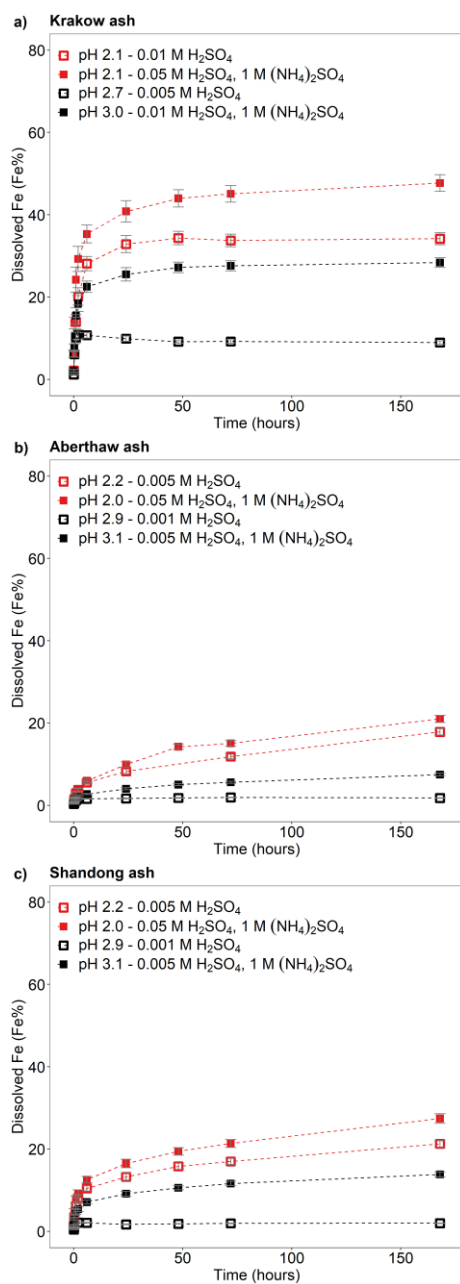 a) Krakow ash
80
60
40
20
0
Dissolved Fe (Fe%)
pH 2.1 - 0.01 M H₂SO₄
pH 2.1 - 0.05 M H₂SO₄, 1 M (NH₄)₂SO₄
pH 2.7 - 0.005 M H₂SO₄
pH 3.0 - 0.01 M H₂SO₄, 1 M (NH₄)₂SO₄
0 50 100 150
Time (hours)
b) Aberthaw ash
80
60
40
20
0
Dissolved Fe (Fe%)
pH 2.2 - 0.005 M H₂SO₄
pH 2.0 - 0.05 M H₂SO₄, 1 M (NH₄)₂SO₄
pH 2.9 - 0.001 M H₂SO₄
pH 3.1 - 0.005 M H₂SO₄, 1 M (NH₄)₂SO₄
0 50 100 150
Time (hours)
c) Shandong ash
80
60
40
20
0
Dissolved Fe (Fe%)
pH 2.2 - 0.005 M H₂SO₄
pH 2.0 - 0.05 M H₂SO₄, 1 M (NH₄)₂SO₄
pH 2.9 - 0.001 M H₂SO₄
pH 3.1 - 0.005 M H₂SO₄, 1 M (NH₄)₂SO₄
0 50 100 150
Time (hours)